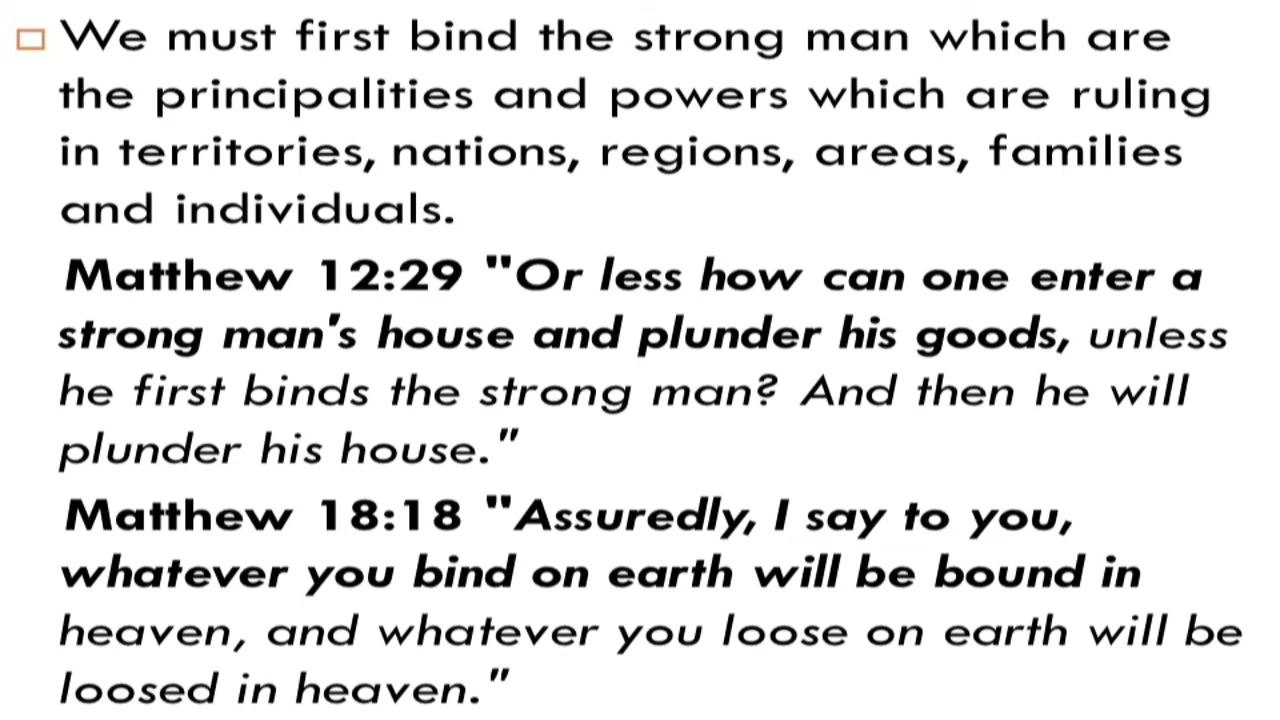 We must first bind the strong man which are
the principalities and powers which are ruling
in territories, nations, regions, areas, families
and individuals.
Matthew 12:29 "Or less how can one enter a
strong man's house and plunder his goods, unless
he first binds the strong man? And then he will
plunder his house."
Matthew 18:18 "Assuredly, I say to you,
whatever you bind on earth will be bound in
heaven, and whatever you loose on earth will be
loosed in heaven."